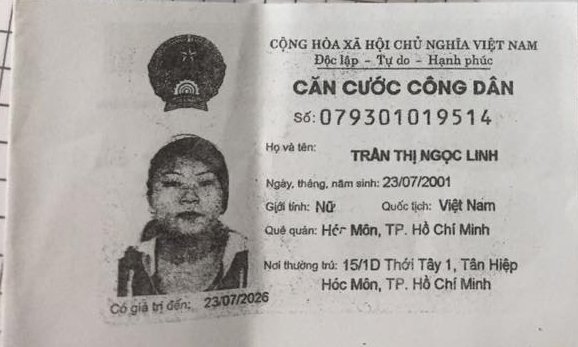 CỘNG HÒA XÃ HỘI CHỦ NGHĨA VIỆT NAM
Độc lập - Tự do - Hạnh phúc
CĂN CƯỚC CÔNG DÂN
Số: 079301019514
Họ và tên:
TRẦN THỊ NGỌC LINH
Ngày, tháng, năm sinh: 23/07/2001
Giới tính: Nữ Quốc tịch: Việt Nam
Quê quán: Hóc Môn, TP. Hồ Chí Minh
Nơi thường trú: 15/1D Thới Tây 1, Tân Hiệp
Hóc Môn, TP. Hồ Chí Minh
Có giá trị đến: 23/07/2026